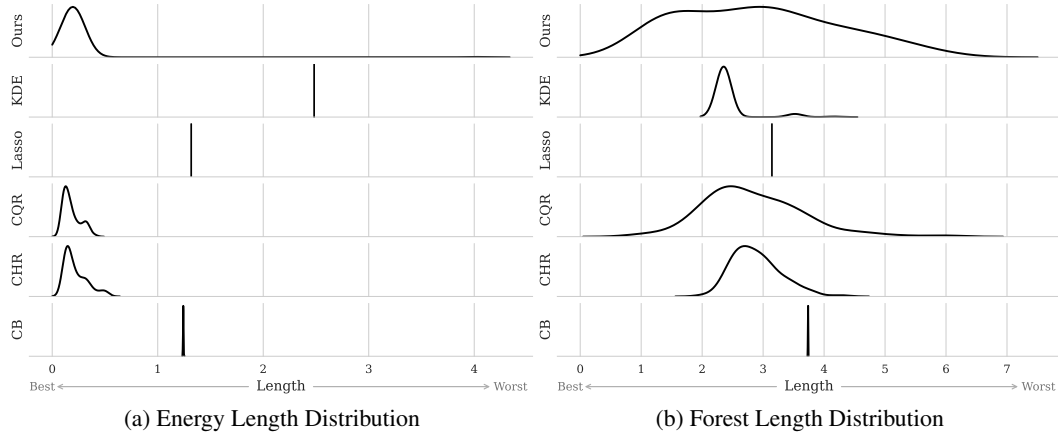 Ours
KDE
Lasso
CQR
CHR
CB
0 1 2 3 4
Best Length Worst
(a) Energy Length Distribution
Ours
KDE
Lasso
CQR
CHR
CB
0 1 2 3 4 5 6 7
Best Length Worst
(b) Forest Length Distribution